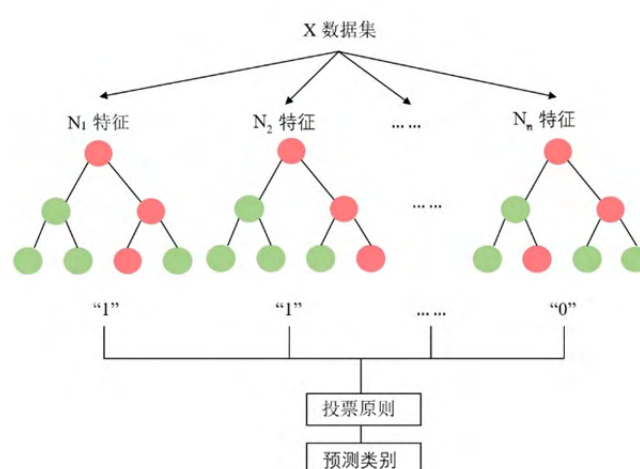 X 数据集
N₁ 特征 N₂ 特征 …… Nₙ 特征
……
“1” “1” …… “0”
投票原则
预测类别